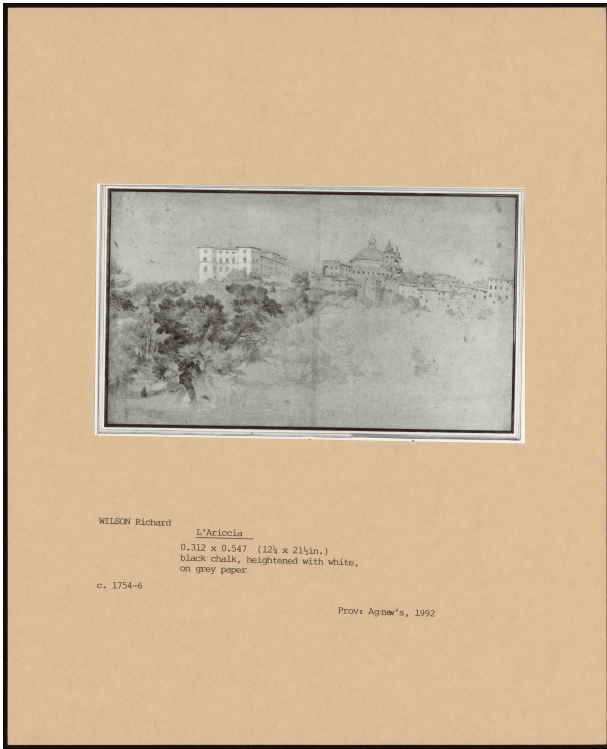 WILSON Richard
L'Ariccia
0.312 x 0.547 (12¼ x 21½in.)
black chalk, heightened with white,
on grey paper
c. 1754-6
Prov: Agnew's, 1992